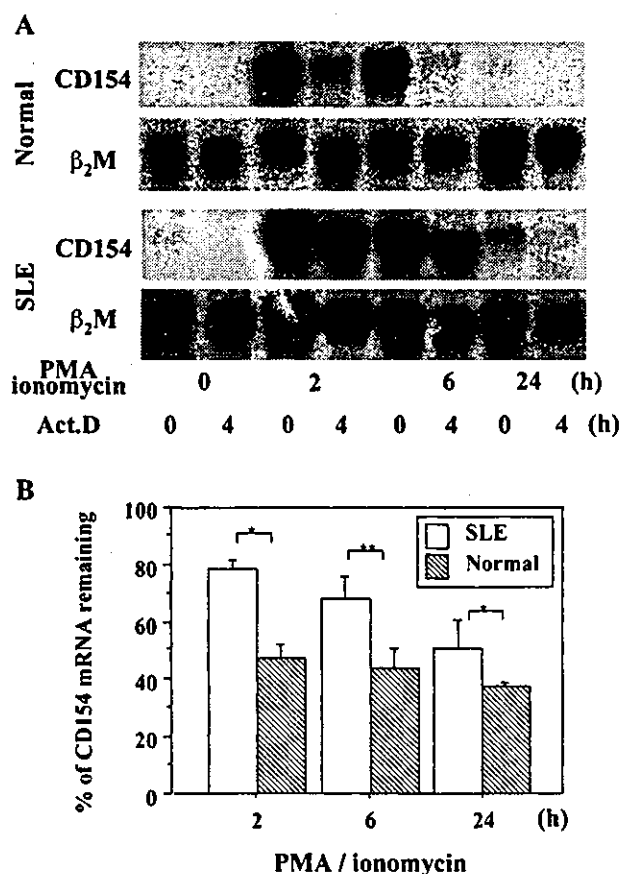 A
Normal
CD154
β₂M
SLE
CD154
β₂M
PMA
ionomycin 0 2 6 24 (h)
Act.D 0 4 0 4 0 4 0 4 (h)
B
% of CD154 mRNA remaining
100
80
60
40
20
0
* ** *
SLE
Normal
2 6 24 (h)
PMA / ionomycin